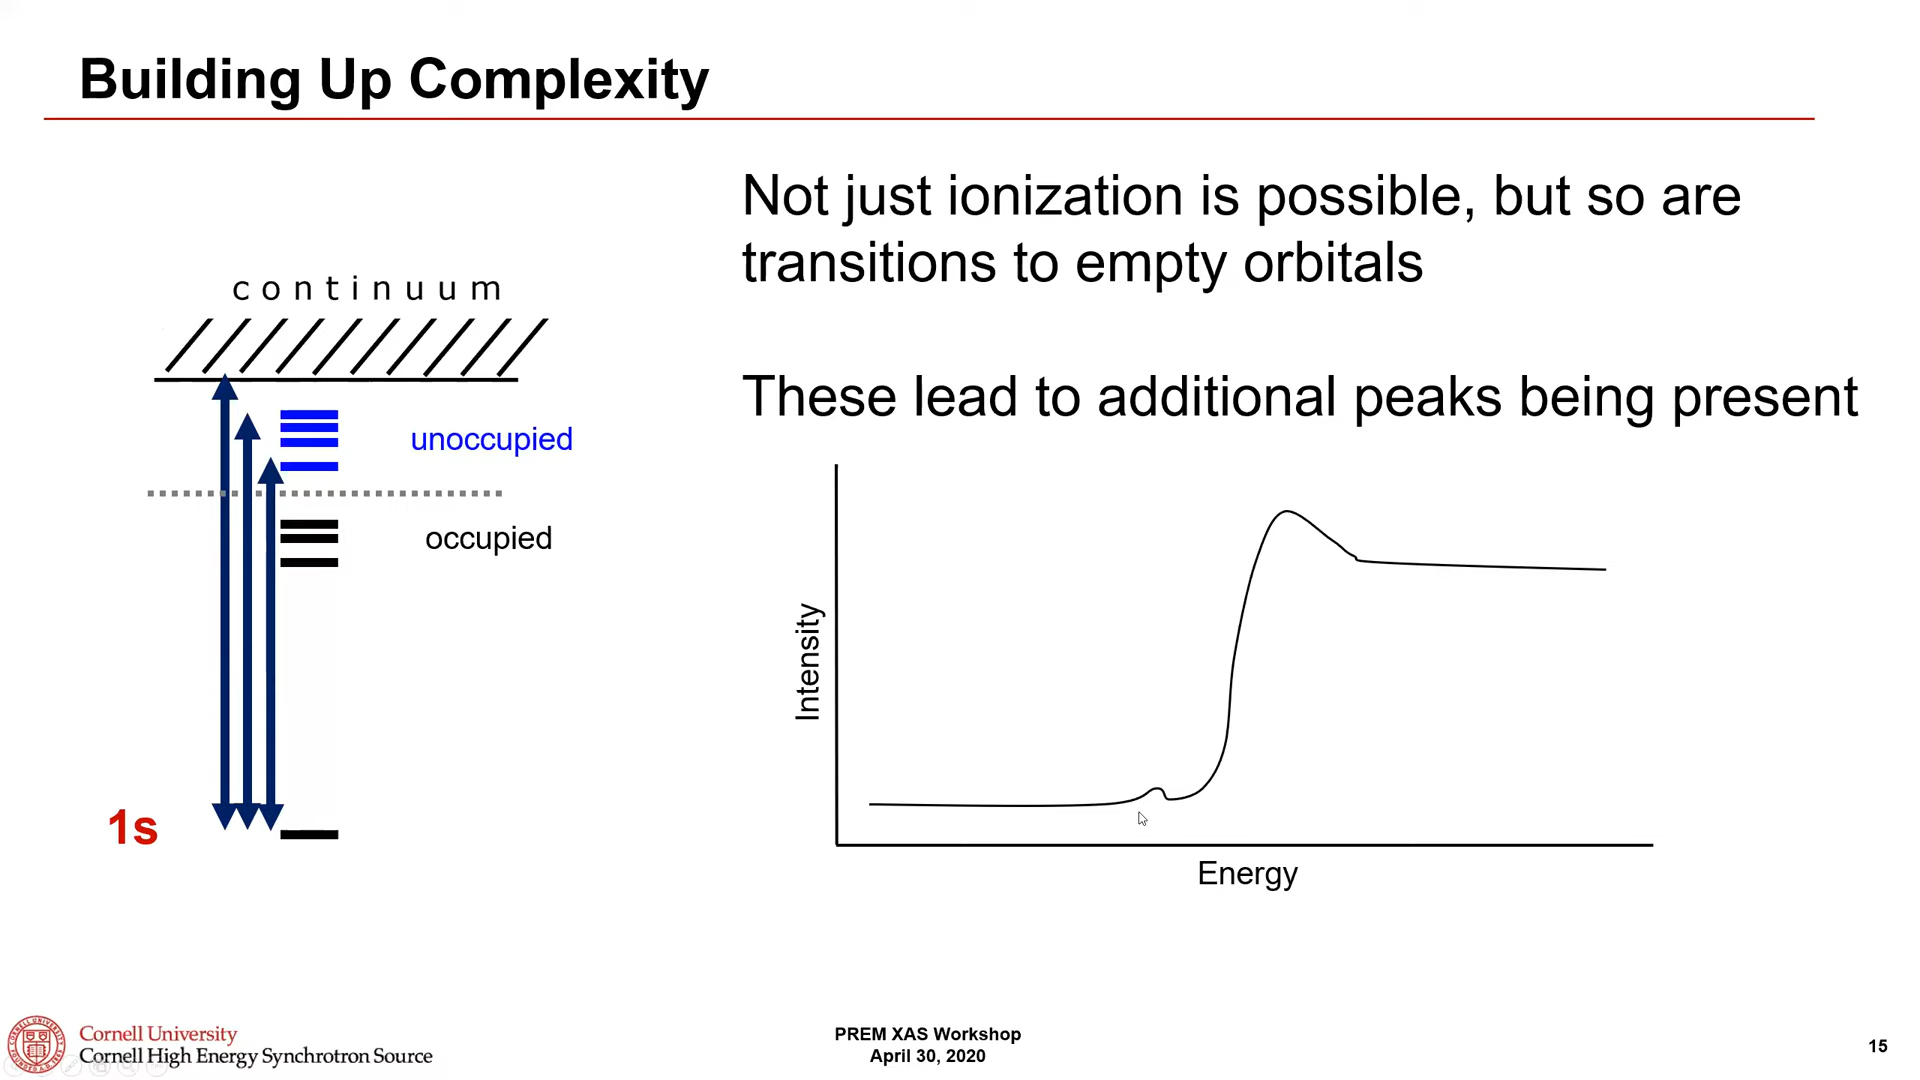 Building Up Complexity
Not just ionization is possible, but so are
transitions to empty orbitals
These lead to additional peaks being present
continuum
unoccupied
occupied
1s
Intensity
Energy
Cornell University
Cornell High Energy Synchrotron Source
PREM XAS Workshop
April 30, 2020
15